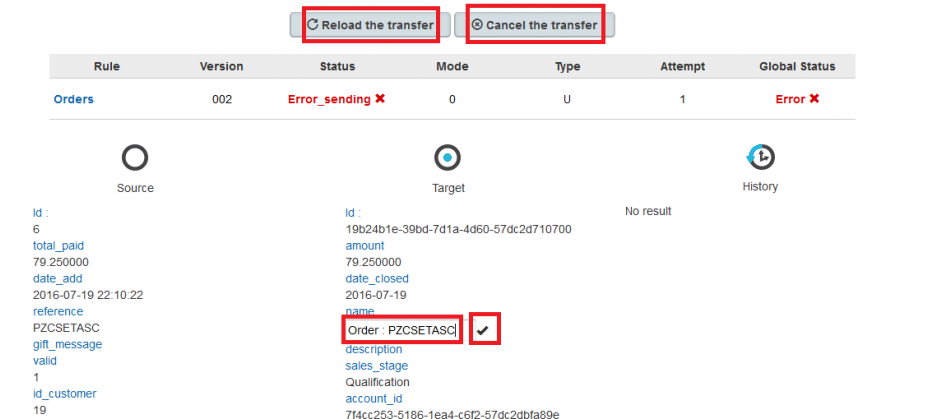 Reload the transfer Cancel the transfer
Rule Version Status Mode Type Attempt Global Status
Orders 002 Error_sending ✖ 0 U 1 Error ✖
Source Target History
Id :
6
total_paid
79.250000
date_add
2016-07-19 22:10:22
reference
PZCSETASC
gift_message
valid
1
id_customer
19
Id :
19b24b1e-39bd-7d1a-4d60-57dc2d710700
amount
79.250000
date_closed
2016-07-19
name
Order : PZCSETASC
description
sales_stage
Qualification
account_id
7f4cc253-5186-1ea4-c6f2-57dc2dbfa89e
No result